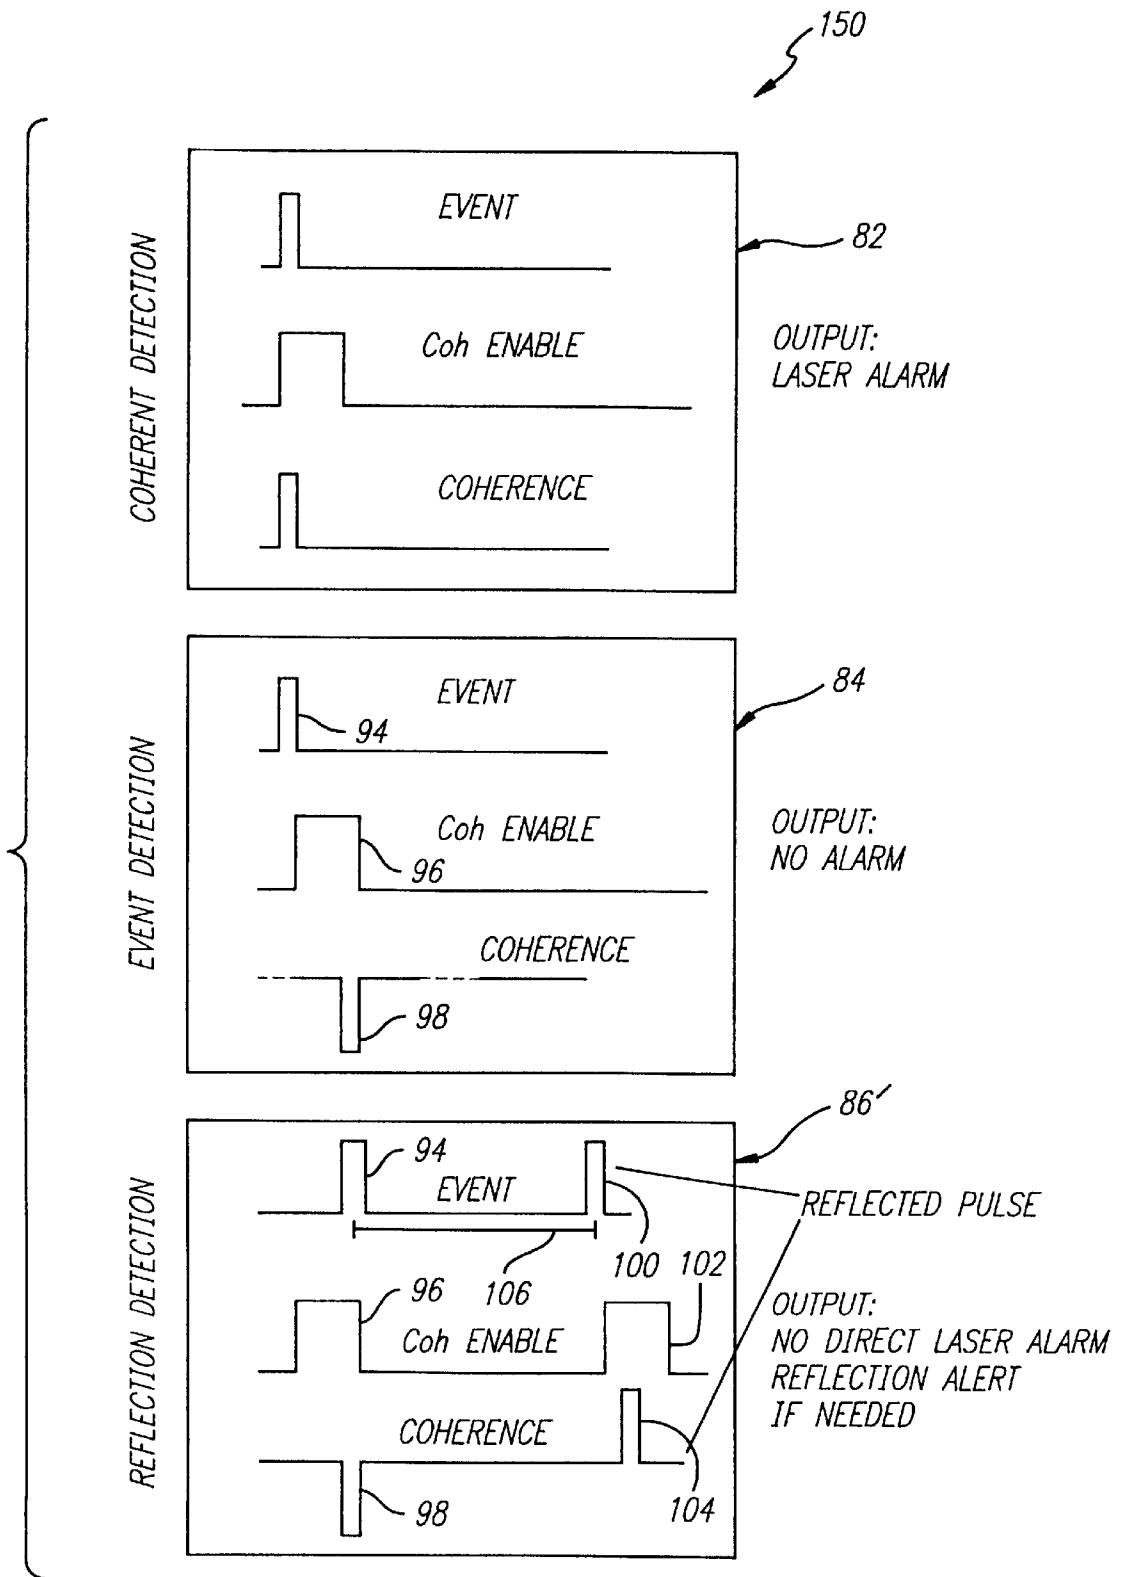 150
COHERENT DETECTION
EVENT
82
Coh ENABLE
OUTPUT:
LASER ALARM
COHERENCE
EVENT DETECTION
EVENT
84
94
Coh ENABLE
OUTPUT:
NO ALARM
96
COHERENCE
98
REFLECTION DETECTION
86'
94
EVENT
REFLECTED PULSE
100
102
106
96
Coh ENABLE
OUTPUT:
NO DIRECT LASER ALARM
REFLECTION ALERT
IF NEEDED
COHERENCE
98
104